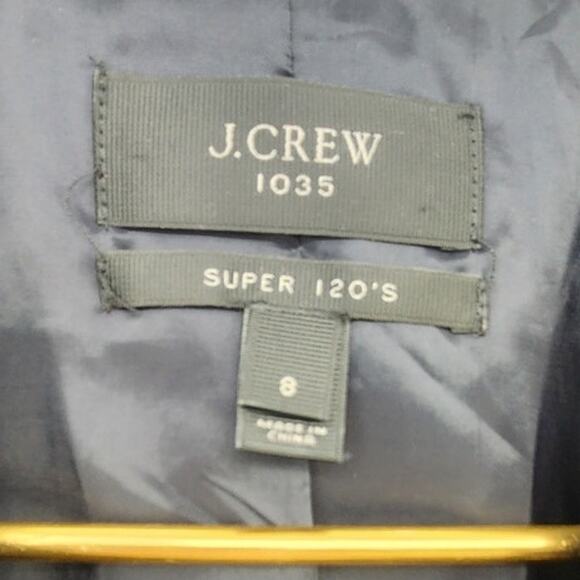 J.CREW
1035
SUPER 120'S
8
MADE IN
CHINA